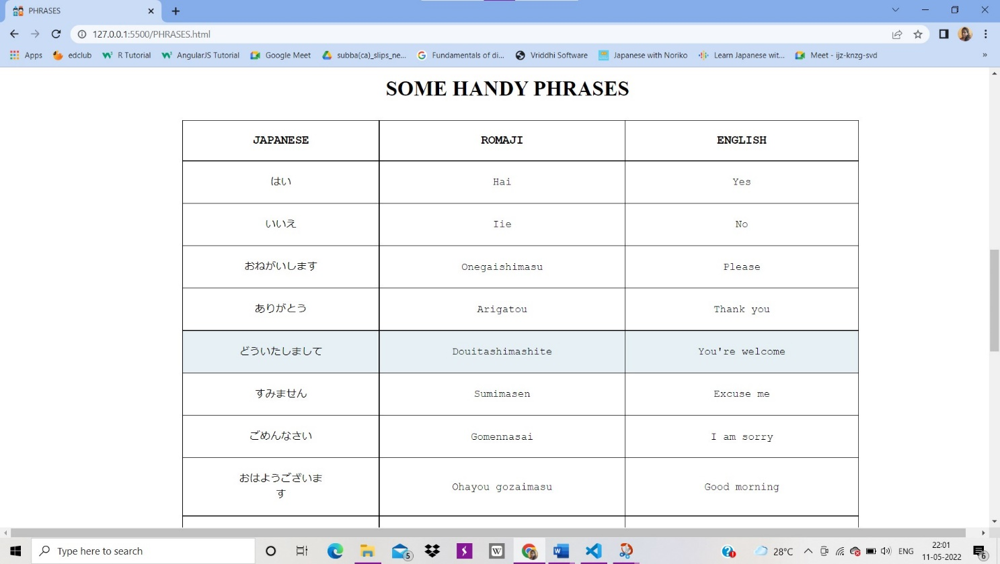 PHRASES
127.0.0.1:5500/PHRASES.html
Apps edclub R Tutorial AngularJS Tutorial Google Meet subba(ca)_slips_ne... Fundamentals of di... Vriddhi Software Japanese with Noriko Learn Japanese wit... Meet - ijz-knzg-svd »
SOME HANDY PHRASES
JAPANESE ROMAJI ENGLISH
はい Hai Yes
いいえ Iie No
おねがいします Onegaishimasu Please
ありがとう Arigatou Thank you
どういたしまして Douitashimashite You're welcome
すみません Sumimasen Excuse me
ごめんなさい Gomennasai I am sorry
おはようございま
す Ohayou gozaimasu Good morning
Type here to search 5 W W 28°C ENG 22:01
11-05-2022 6